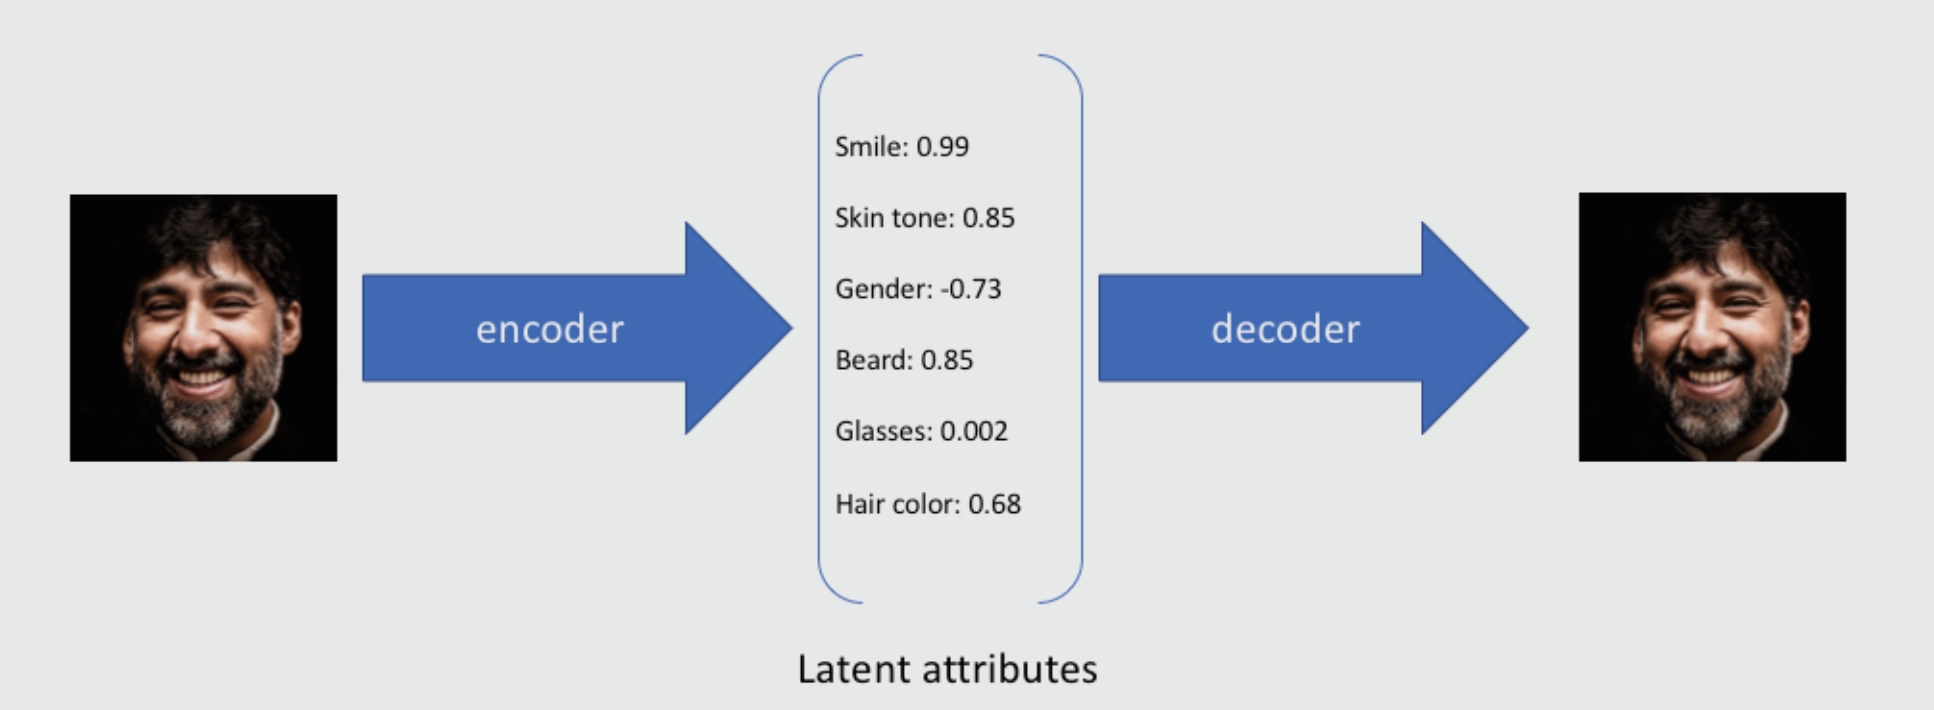 encoder
Smile: 0.99
Skin tone: 0.85
Gender: -0.73
Beard: 0.85
Glasses: 0.002
Hair color: 0.68
decoder
Latent attributes